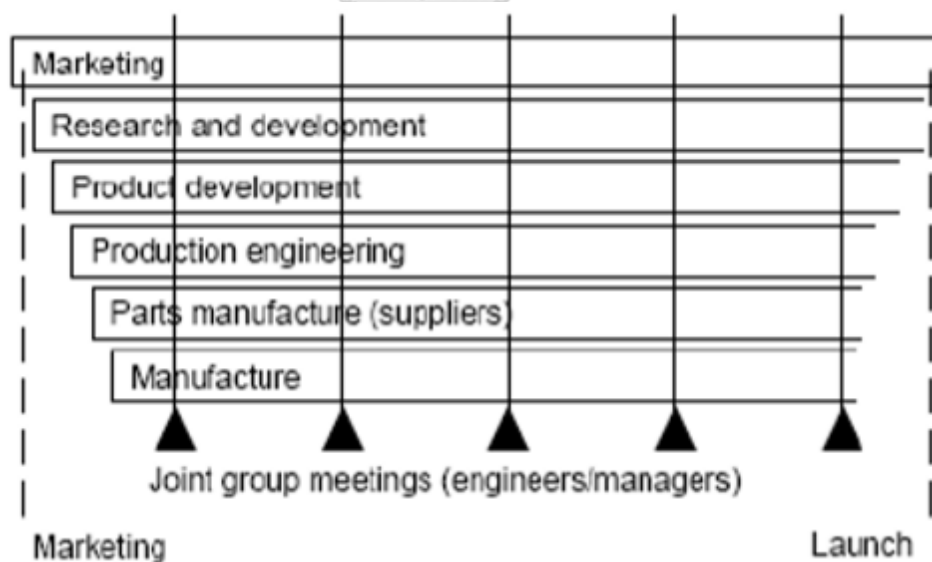 Marketing
Research and development
Product development
Production engineering
Parts manufacture (suppliers)
Manufacture
Joint group meetings (engineers/managers)
Marketing
Launch